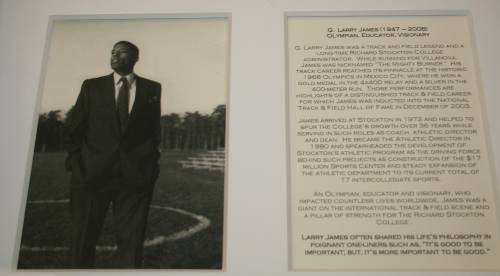 G. Larry James (1947 – 2008)
Olympian, Educator, Visionary
G. Larry James was a track and field legend and a
long-time Richard Stockton College
administrator. While running for Villanova,
James was nicknamed "The Mighty Burner." His
track career reached its pinnacle at the historic
1968 Olympics in Mexico City, where he won a
gold medal in the 4x400 relay and a silver in the
400-meter run. Those performances are
highlights of a distinguished track & field career
for which James was inducted into the National
Track & Field Hall of Fame in December of 2003.
James arrived at Stockton in 1972 and helped to
spur the College's growth over 36 years while
serving in such roles as coach, athletic director
and dean. He became the Athletic Director in
1980 and spearheaded the development of
Stockton's athletic program as the driving force
behind such projects as construction of the $17
million Sports Center and steady expansion of
the athletic department to its current total of
17 intercollegiate sports.
An Olympian, educator and visionary, who
impacted countless lives worldwide, James was a
giant on the international track & field scene and
a pillar of strength for The Richard Stockton
College.
Larry James often shared his life's philosophy in
poignant one-liners such as, "It's good to be
important; but, it's more important to be good."